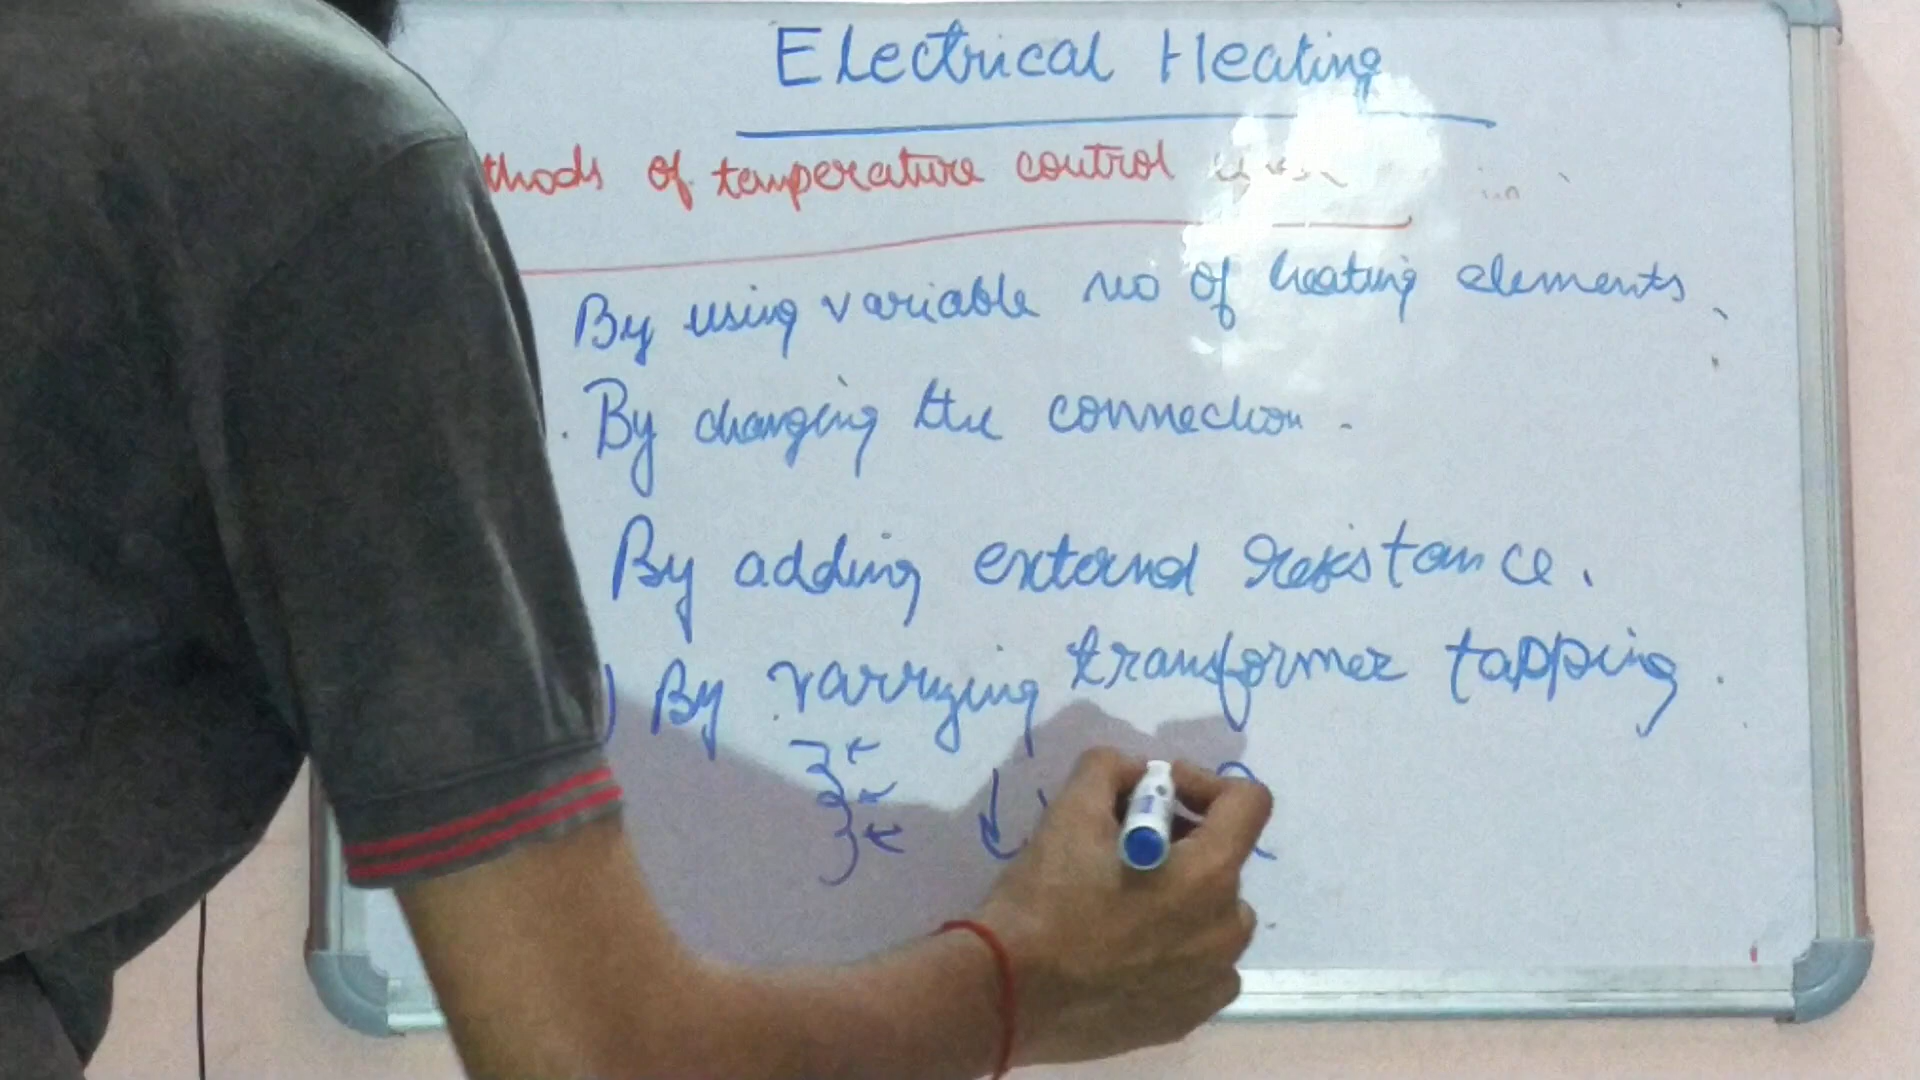 Electrical Heating
thods of temperature control
By using variable no of heating elements
By changing the connection.
By adding external resistance.
) By varrying transformer tapping.